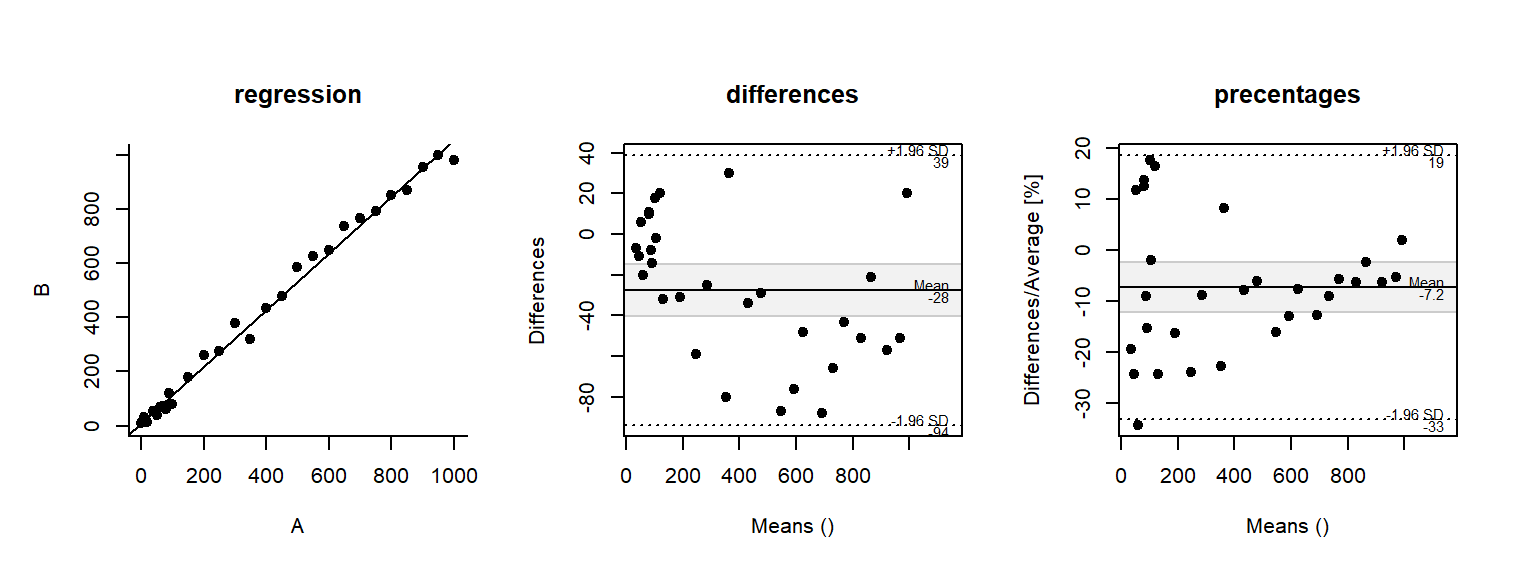 regression
B
0
200
400
600
800
0 200 400 600 800 1000
A
differences
Differences
-80
-40
0
20
40
+1.96 SD
39
Mean
-28
-1.96 SD
-94
0 200 400 600 800
Means ()
precentages
Differences/Average [%]
-30
-20
-10
0
10
20
+1.96 SD
19
Mean
-7.2
-1.96 SD
-33
0 200 400 600 800
Means ()